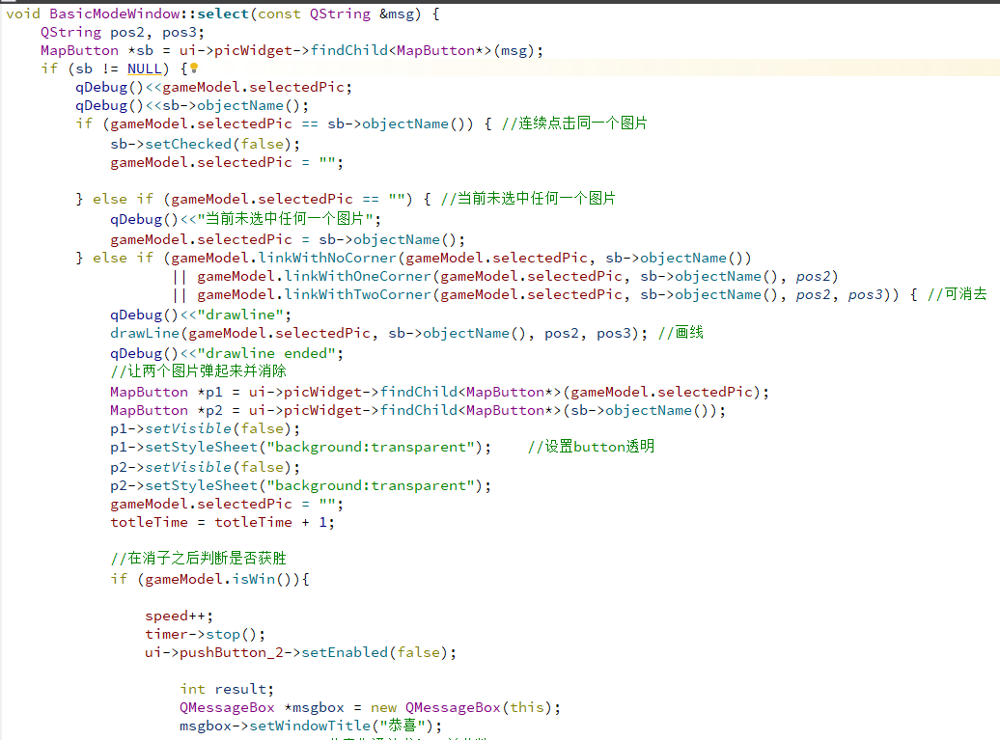 void BasicModeWindow::select(const QString &msg) {
    QString pos2, pos3;
    MapButton *sb = ui->picWidget->findChild<MapButton*>(msg);
    if (sb != NULL) {
        qDebug()<<gameModel.selectedPic;
        qDebug()<<sb->objectName();
        if (gameModel.selectedPic == sb->objectName()) { //连续点击同一个图片
            sb->setChecked(false);
            gameModel.selectedPic = "";
        } else if (gameModel.selectedPic == "") { //当前未选中任何一个图片
            qDebug()<<"当前未选中任何一个图片";
            gameModel.selectedPic = sb->objectName();
        } else if (gameModel.linkWithNoCorner(gameModel.selectedPic, sb->objectName())
                   || gameModel.linkWithOneCorner(gameModel.selectedPic, sb->objectName(), pos2)
                   || gameModel.linkWithTwoCorner(gameModel.selectedPic, sb->objectName(), pos2, pos3)) { //可消去
            qDebug()<<"drawline";
            drawLine(gameModel.selectedPic, sb->objectName(), pos2, pos3); //画线
            qDebug()<<"drawline ended";
            //让两个图片弹起来并消除
            MapButton *p1 = ui->picWidget->findChild<MapButton*>(gameModel.selectedPic);
            MapButton *p2 = ui->picWidget->findChild<MapButton*>(sb->objectName());
            p1->setVisible(false);
            p1->setStyleSheet("background:transparent");    //设置button透明
            p2->setVisible(false);
            p2->setStyleSheet("background:transparent");
            gameModel.selectedPic = "";
            totleTime = totleTime + 1;
            //在消子之后判断是否获胜
            if (gameModel.isWin()){
                speed++;
                timer->stop();
                ui->pushButton_2->setEnabled(false);
                    int result;
                    QMessageBox *msgbox = new QMessageBox(this);
                    msgbox->setWindowTitle("恭喜");